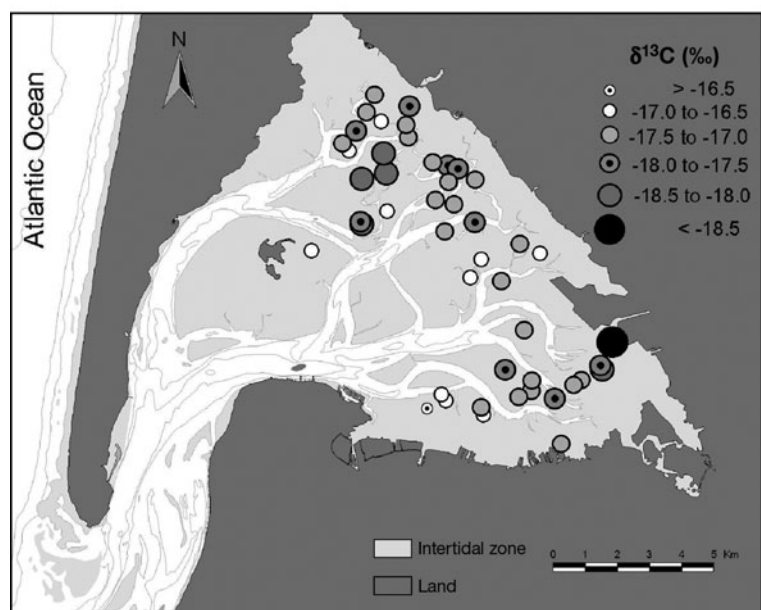 N
Atlantic Ocean
δ¹³C (‰)
> -16.5
-17.0 to -16.5
-17.5 to -17.0
-18.0 to -17.5
-18.5 to -18.0
< -18.5
Intertidal zone
Land
0 1 2 3 4 5 Km